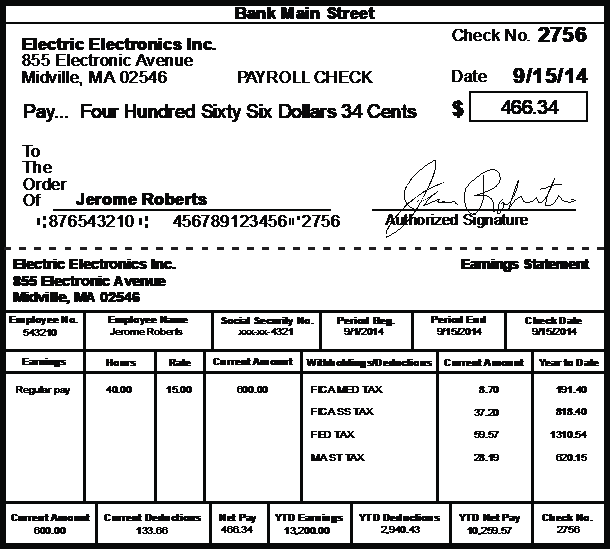 Bank Main Street
Electric Electronics Inc. Check No. 2756
855 Electronic Avenue
Midville, MA 02546 PAYROLL CHECK Date 9/15/14
Pay... Four Hundred Sixty Six Dollars 34 Cents $ 466.34
To
The
Order
Of Jerome Roberts
⑆876543210⑆ 456789123456⑈2756 Authorized Signature
Electric Electronics Inc. Earnings Statement
855 Electronic Avenue
Midville, MA 02546
Employee No. Employee Name Social Security No. Period Beg. Period End Check Date
543210 Jerome Roberts xxx-xx-4321 9/1/2014 9/15/2014 9/15/2014
Earnings Hours Rate Current Amount Withholdings/Deductions Current Amount Year to Date
Regular pay 40.00 15.00 600.00 FICA MED TAX 8.70 191.40
FICA SS TAX 37.20 818.40
FED TAX 59.57 1310.54
MA ST TAX 28.19 620.15
Current Amount Current Deductions Net Pay YTD Earnings YTD Deductions YTD Net Pay Check No.
600.00 133.66 466.34 13,200.00 2,940.43 10,259.57 2756